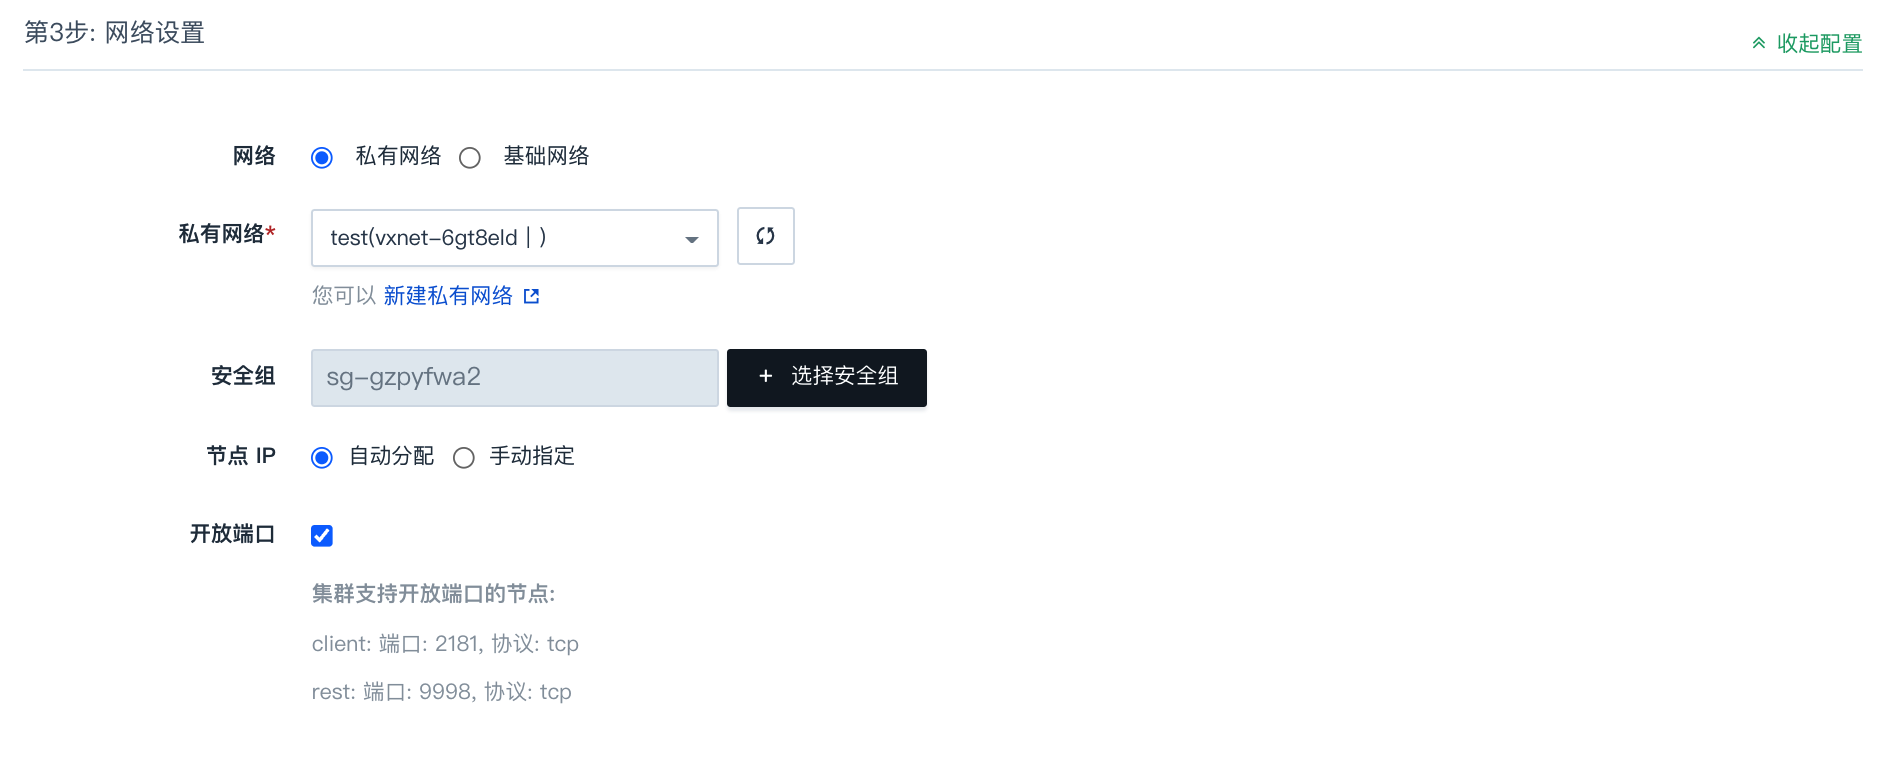 第3步: 网络设置
收起配置
网络 私有网络 基础网络
私有网络* test(vxnet-6gt8eld | )
您可以 新建私有网络
安全组 sg-gzpyfwa2 + 选择安全组
节点 IP 自动分配 手动指定
开放端口
集群支持开放端口的节点:
client: 端口: 2181, 协议: tcp
rest: 端口: 9998, 协议: tcp